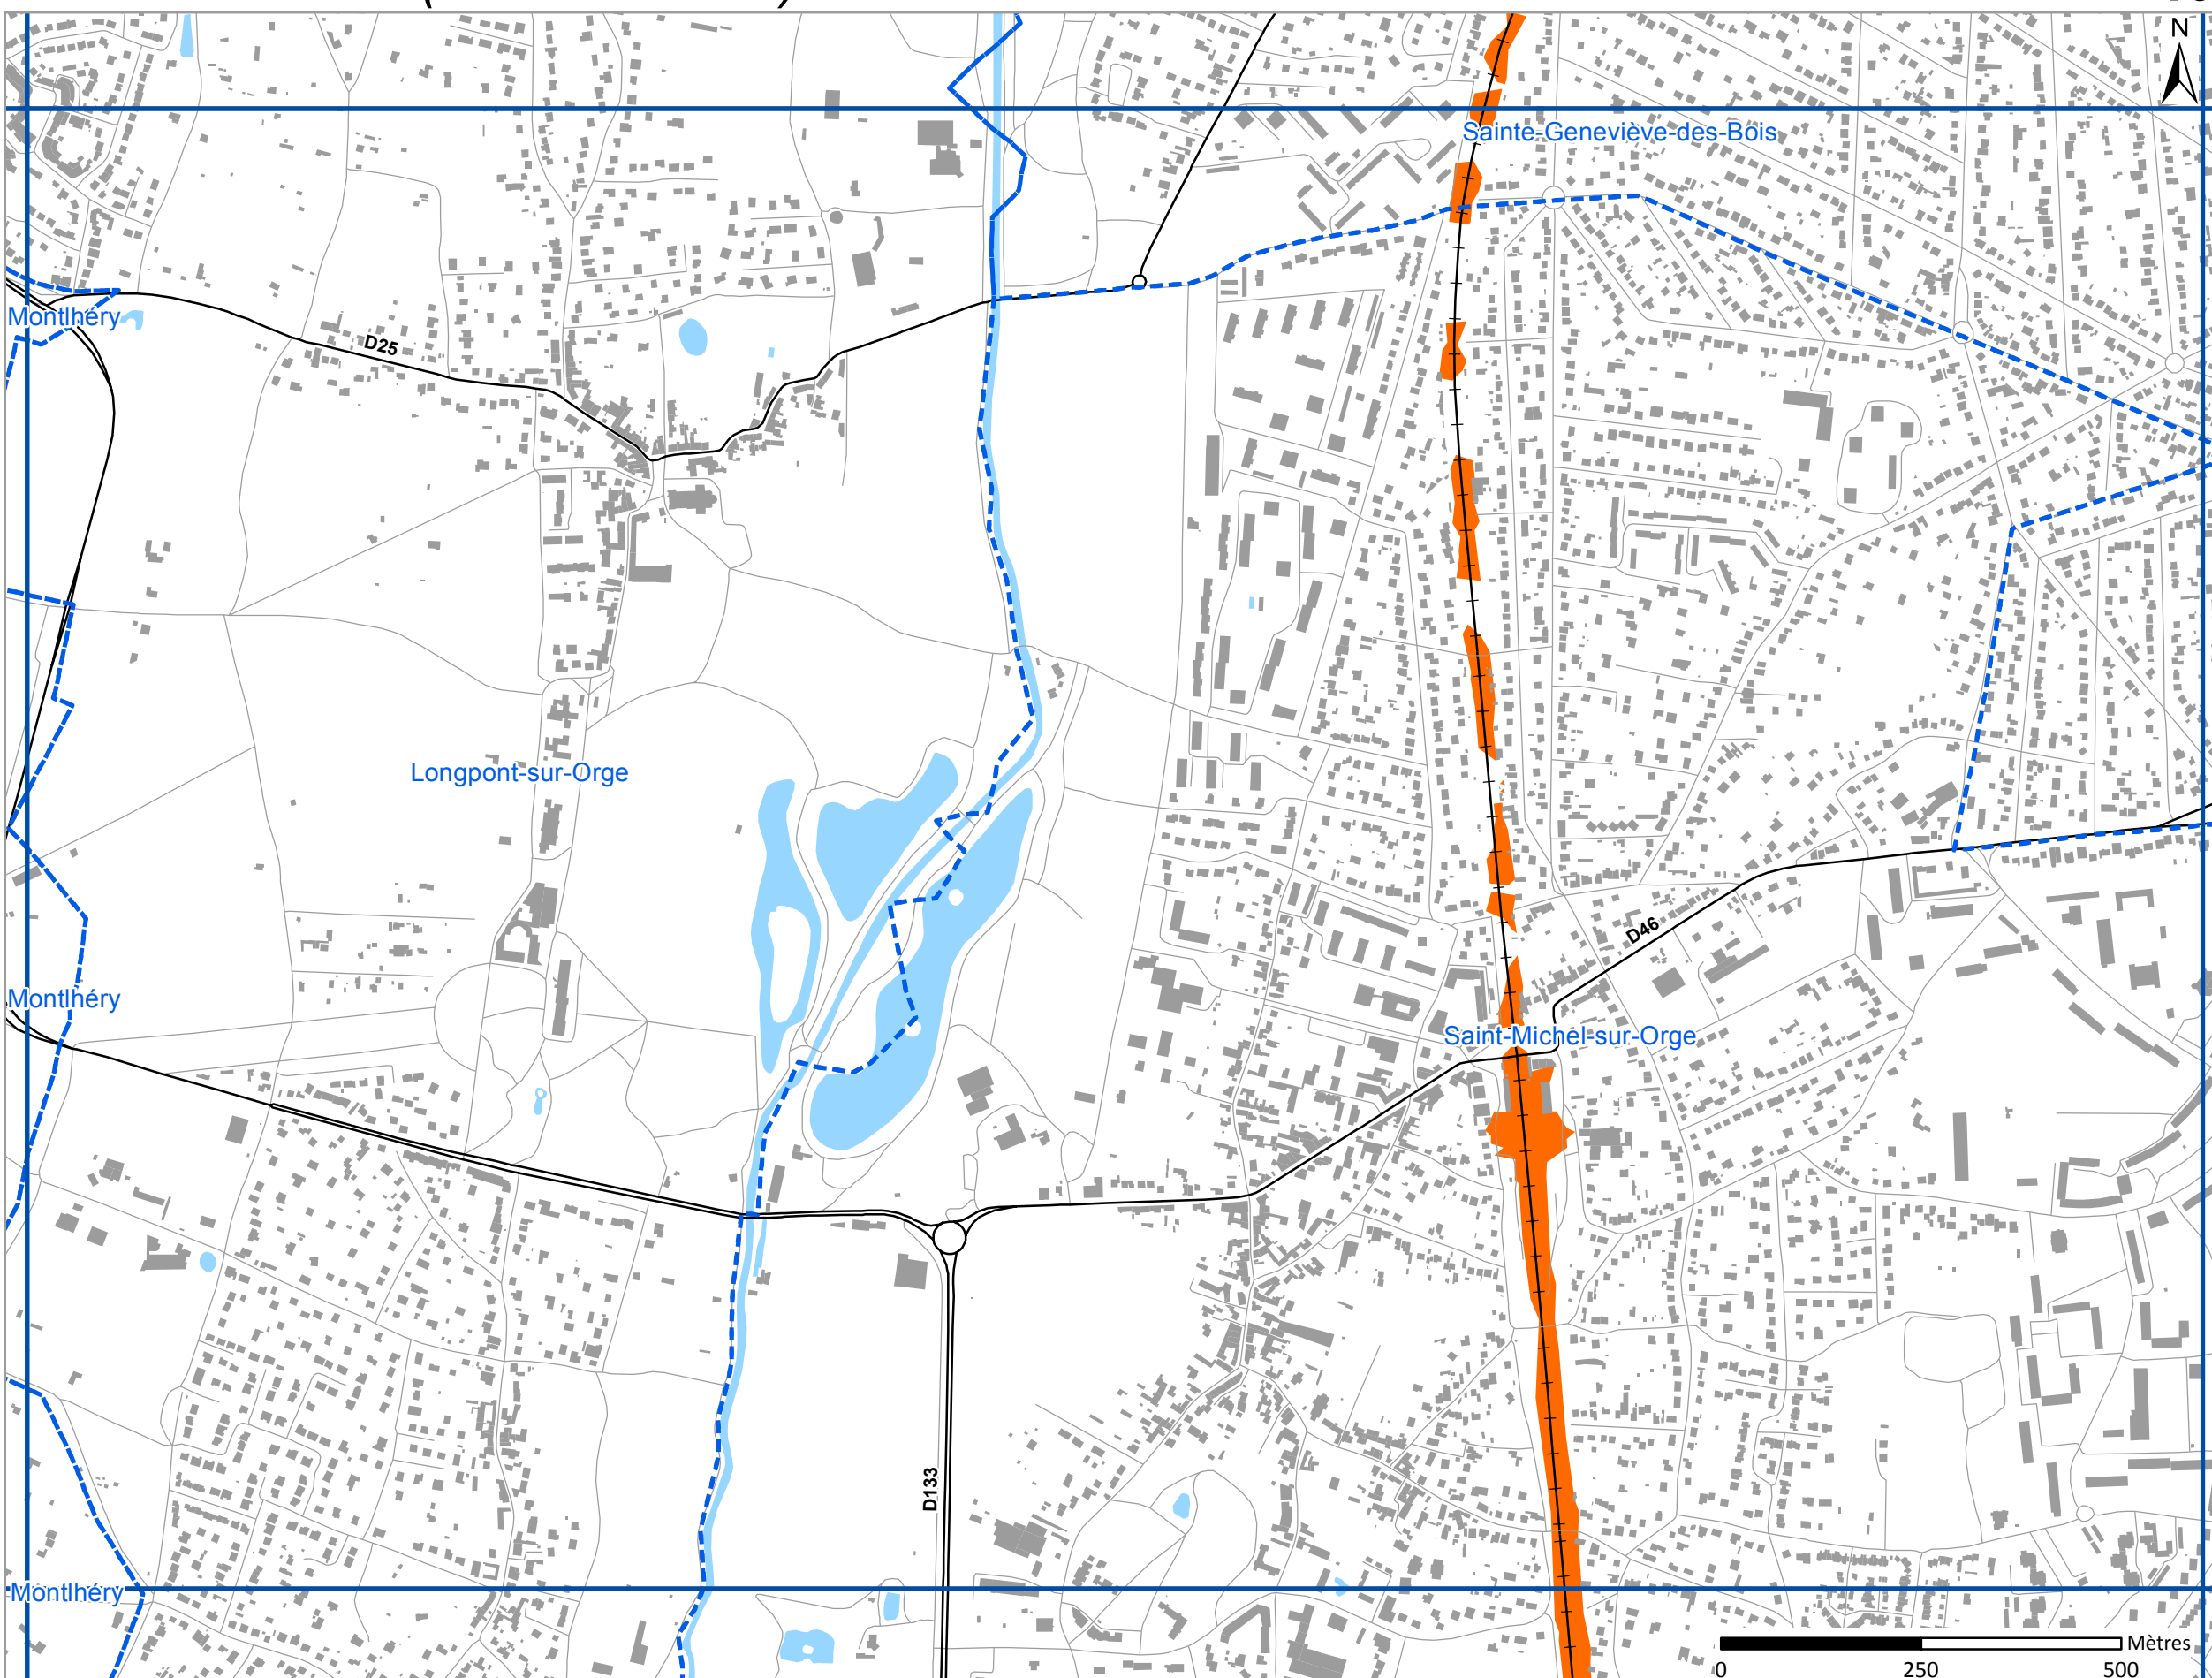 N
Sainte-Geneviève-des-Bois
Montlhéry
D25
Longpont-sur-Orge
D46
Montlhéry
Saint-Michel-sur-Orge
D133
Montlhéry
Mètres
0 250 500